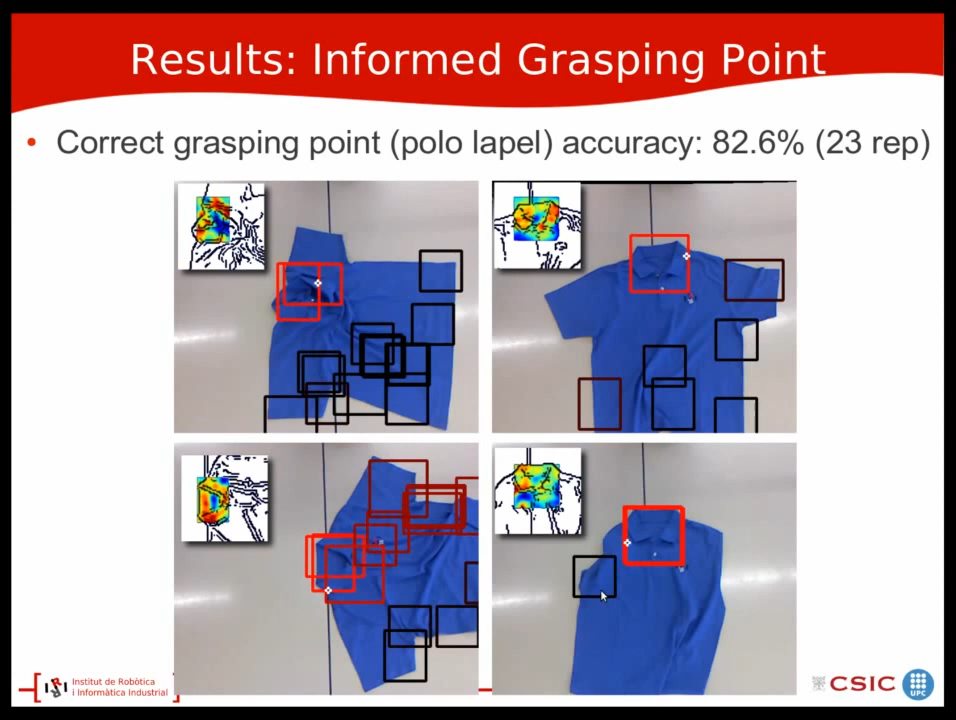 Results: Informed Grasping Point
• Correct grasping point (polo lapel) accuracy: 82.6% (23 rep)
Institut de Robòtica
i Informàtica Industrial
CSIC
UPC